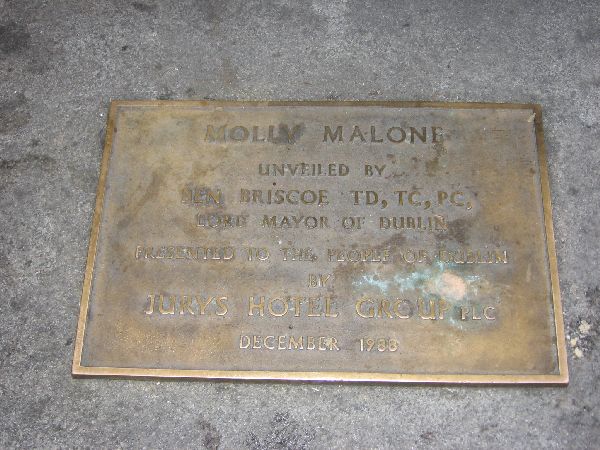 MOLLY MALONE
UNVEILED BY
BEN BRISCOE TD, TC, PC,
LORD MAYOR OF DUBLIN
PRESENTED TO THE PEOPLE OF DUBLIN
BY
JURYS HOTEL GROUP PLC
DECEMBER 1988